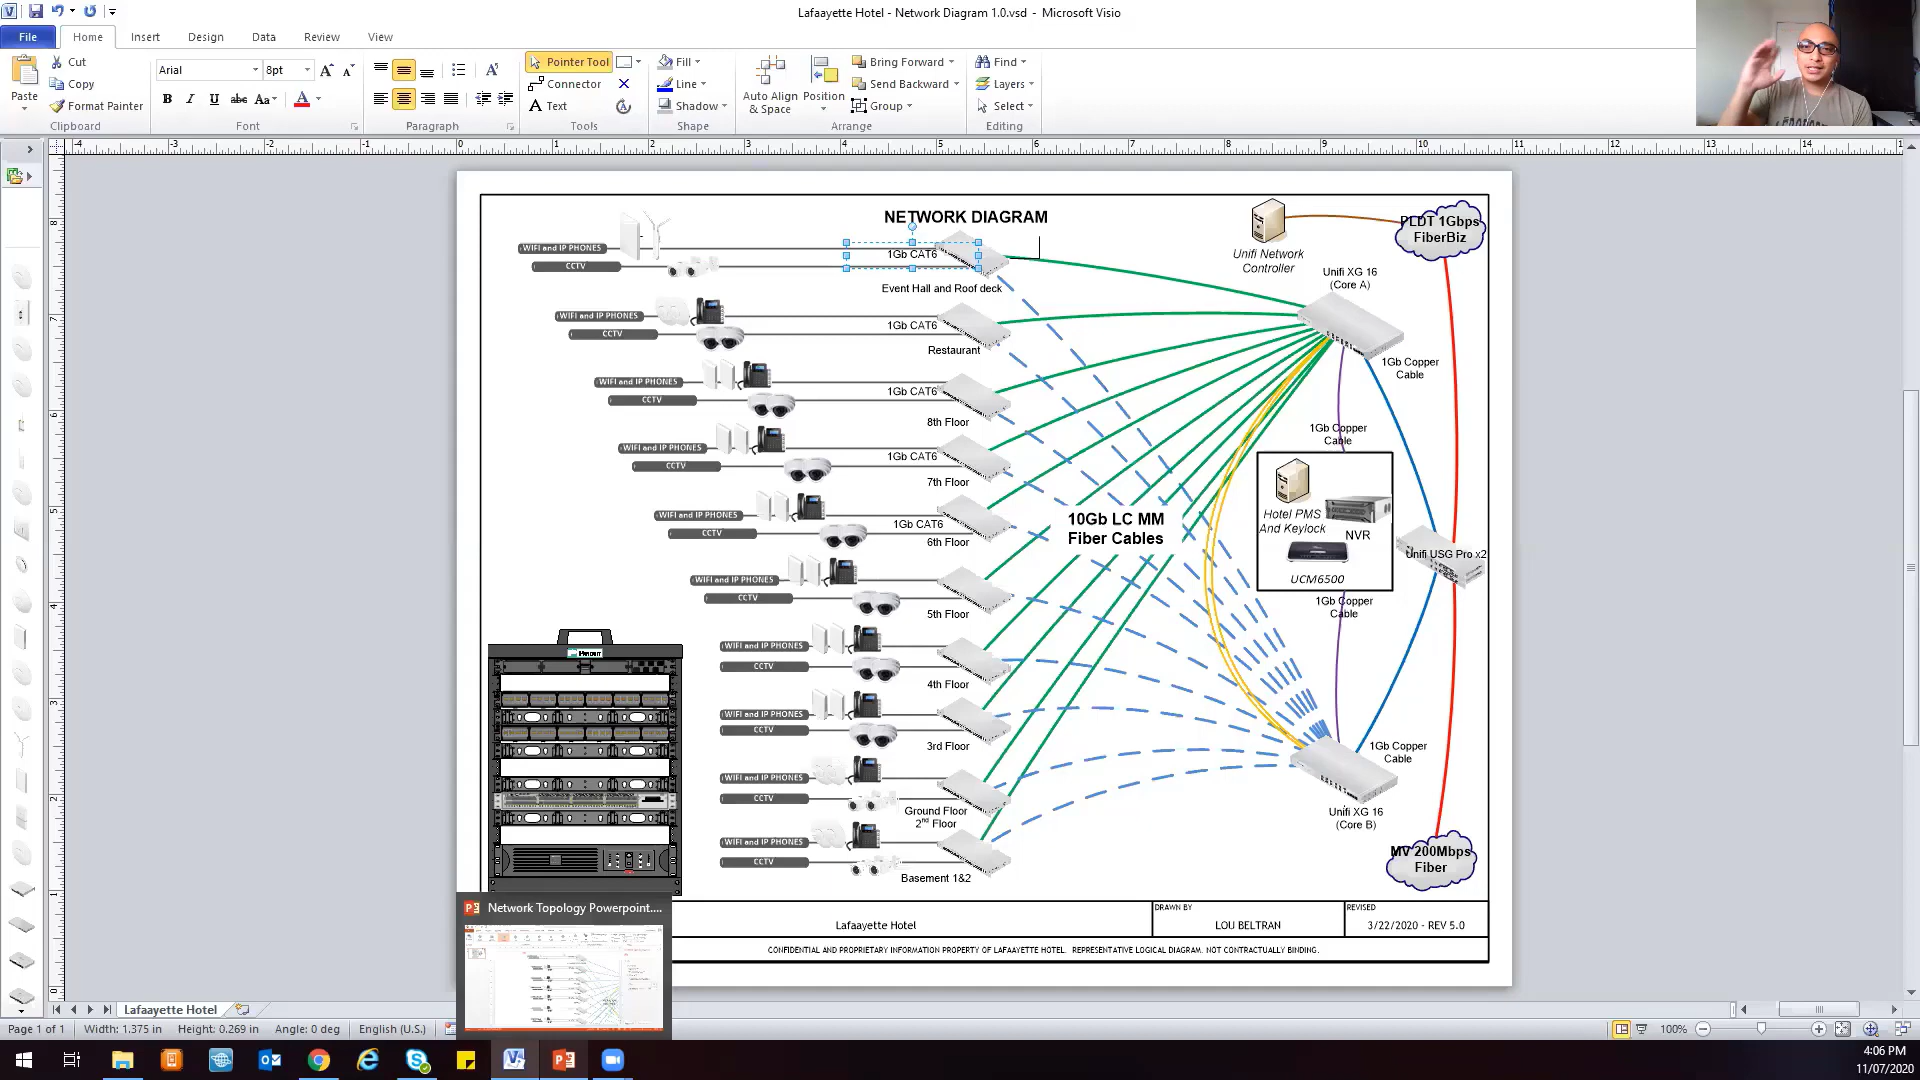 Lafaayette Hotel - Network Diagram 1.0.vsd - Microsoft Visio
File Home Insert Design Data Review View
Paste
Cut
Copy
Format Painter
Clipboard
Arial 8pt
Font
Paragraph
Pointer Tool
Connector
Text
Tools
Fill
Line
Shadow
Shape
Auto Align
& Space
Position
Bring Forward
Send Backward
Group
Arrange
Find
Layers
Select
Editing
NETWORK DIAGRAM
WIFI and IP PHONES
CCTV
1Gb CAT6
Event Hall and Roof deck
WIFI and IP PHONES
CCTV
1Gb CAT6
Restaurant
WIFI and IP PHONES
CCTV
1Gb CAT6
8th Floor
WIFI and IP PHONES
CCTV
1Gb CAT6
7th Floor
WIFI and IP PHONES
CCTV
1Gb CAT6
6th Floor
WIFI and IP PHONES
CCTV
5th Floor
WIFI and IP PHONES
CCTV
4th Floor
WIFI and IP PHONES
CCTV
3rd Floor
WIFI and IP PHONES
CCTV
Ground Floor
2nd Floor
WIFI and IP PHONES
CCTV
Basement 1&2
10Gb LC MM
Fiber Cables
Unifi Network
Controller
PLDT 1Gbps
FiberBiz
Unifi XG 16
(Core A)
1Gb Copper
Cable
1Gb Copper
Cable
Hotel PMS
And Keylock
NVR
UCM6500
Unifi USG Pro x2
1Gb Copper
Cable
1Gb Copper
Cable
Unifi XG 16
(Core B)
MV 200Mbps
Fiber
Lafaayette Hotel
DRAWN BY
LOU BELTRAN
REVISED
3/22/2020 - REV 5.0
CONFIDENTIAL AND PROPRIETARY INFORMATION PROPERTY OF LAFAAYETTE HOTEL. REPRESENTATIVE LOGICAL DIAGRAM, NOT CONTRACTUALLY BINDING.
Network Topology Powerpoint....
Lafaayette Hotel
Page 1 of 1 Width: 1.375 in Height: 0.269 in Angle: 0 deg English (U.S.)
100%
4:06 PM
11/07/2020